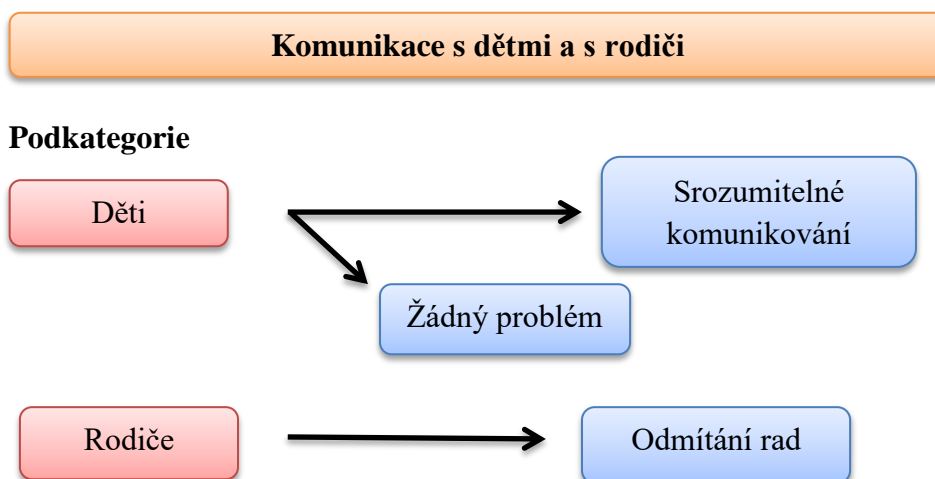 Komunikace s dětmi a s rodiči
Podkategorie
Děti
Srozumitelné
komunikování
Žádný problém
Rodiče
Odmítání rad